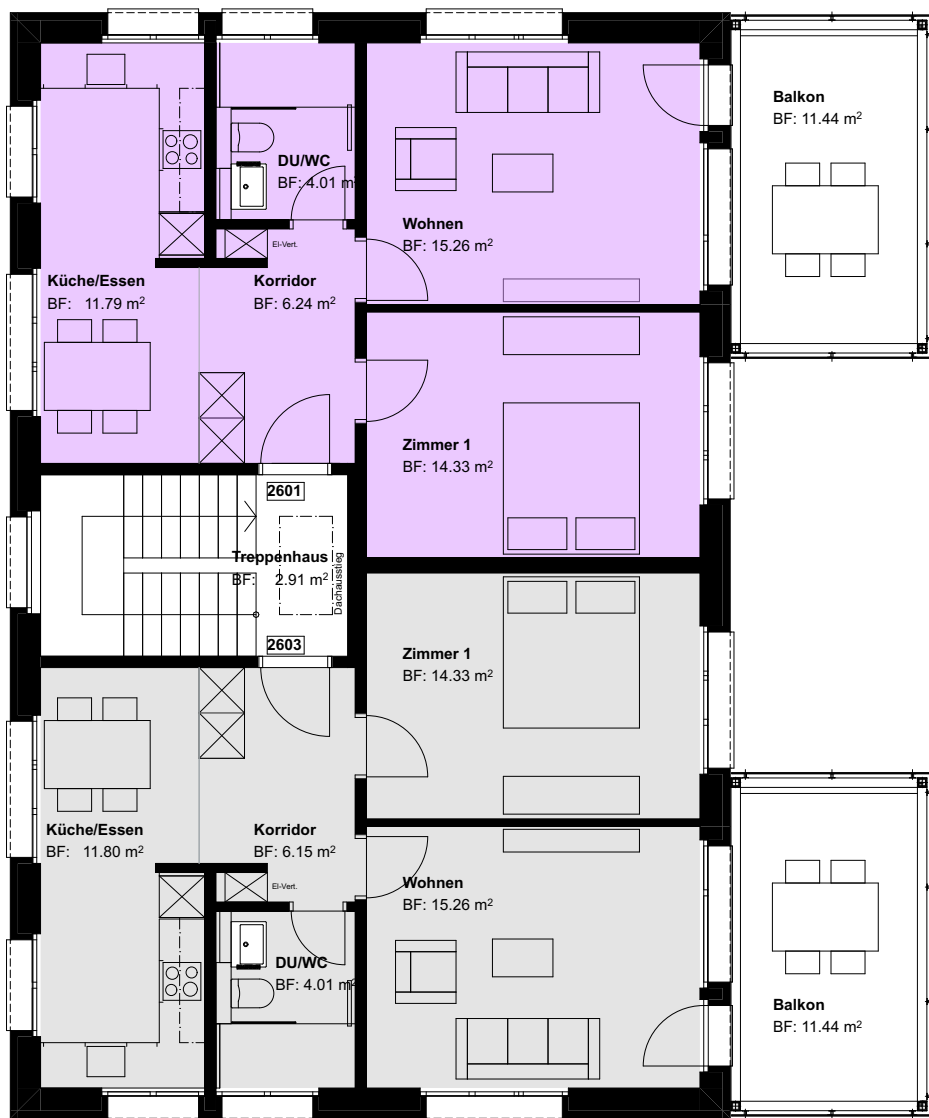 Balkon
BF: 11.44 m²
DU/WC
BF: 4.01 m²
Wohnen
BF: 15.26 m²
El-Vert.
Küche/Essen
BF: 11.79 m²
Korridor
BF: 6.24 m²
Zimmer 1
BF: 14.33 m²
2601
Treppenhaus
BF: 2.91 m²
Dachausstieg
2603
Zimmer 1
BF: 14.33 m²
Küche/Essen
BF: 11.80 m²
Korridor
BF: 6.15 m²
El-Vert.
Wohnen
BF: 15.26 m²
DU/WC
BF: 4.01 m²
Balkon
BF: 11.44 m²